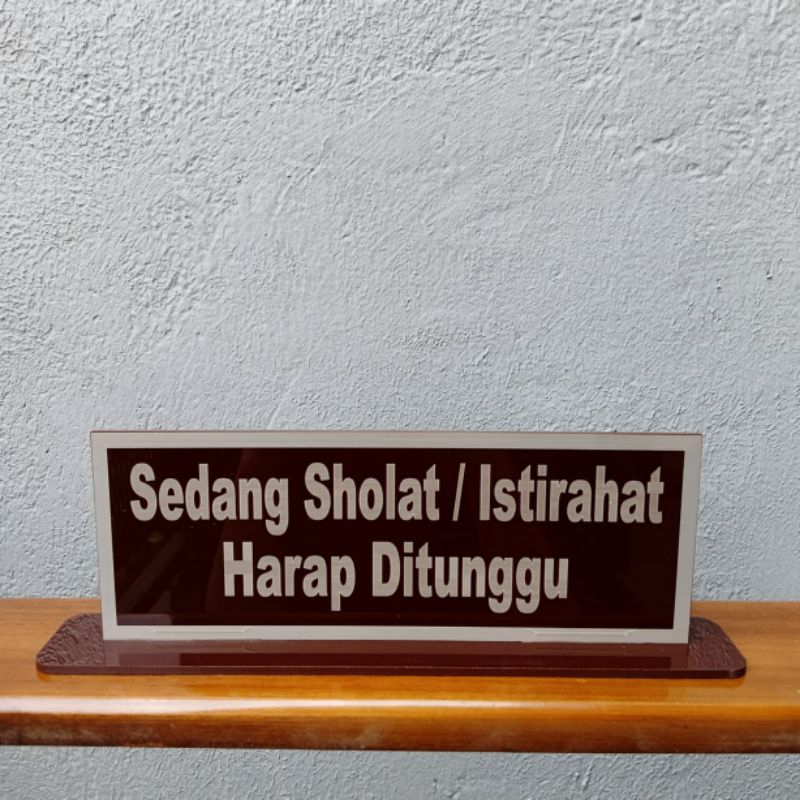 Sedang Sholat / Istirahat
Harap Ditunggu